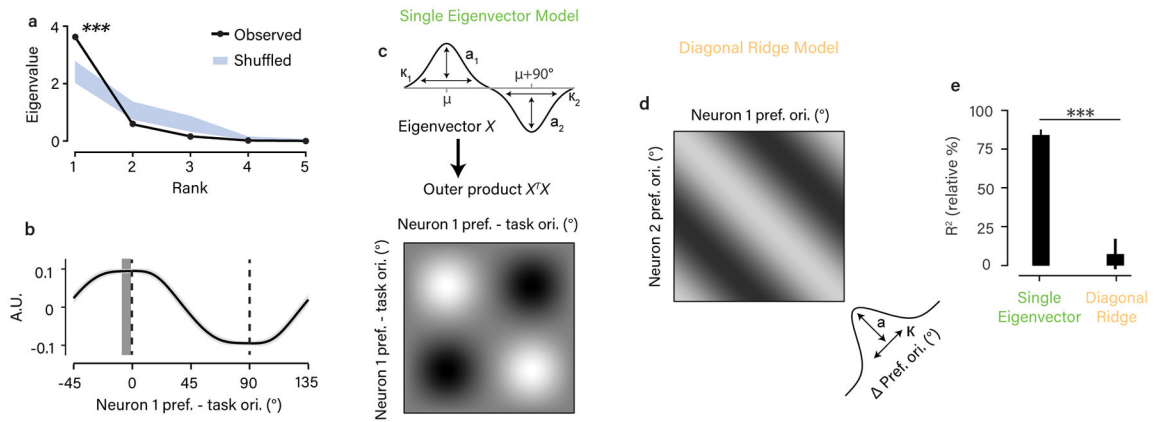 a
4
2
0
Eigenvalue
***
Observed
Shuffled
1 2 3 4 5
Rank
b
0.1
0
-0.1
A.U.
-45 0 45 90 135
Neuron 1 pref. - task ori. (°)
Single Eigenvector Model
c
κ1
a1
μ
μ+90°
κ2
a2
Eigenvector X
Outer product XᵀX
Neuron 1 pref. - task ori. (°)
Neuron 1 pref. - task ori. (°)
Diagonal Ridge Model
d
Neuron 1 pref. ori. (°)
Neuron 2 pref. ori. (°)
a
κ
Δ Pref. ori. (°)
e
100
75
50
25
0
R² (relative %)
***
Single
Eigenvector
Diagonal
Ridge